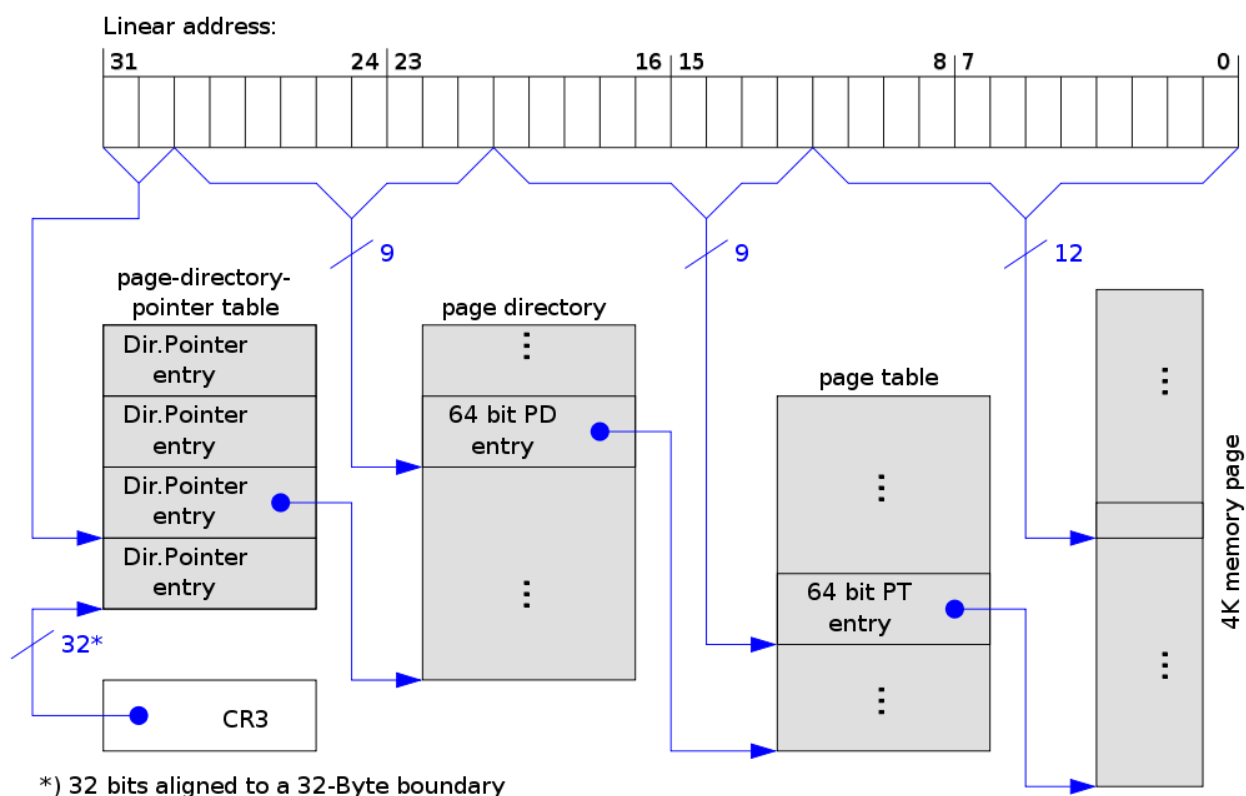 Linear address:
31 24 23 16 15 8 7 0
9 9 12
page-directory-
pointer table
page directory
page table
Dir.Pointer
entry
Dir.Pointer
entry
Dir.Pointer
entry
Dir.Pointer
entry
64 bit PD
entry
64 bit PT
entry
4K memory page
32*
CR3
*) 32 bits aligned to a 32-Byte boundary